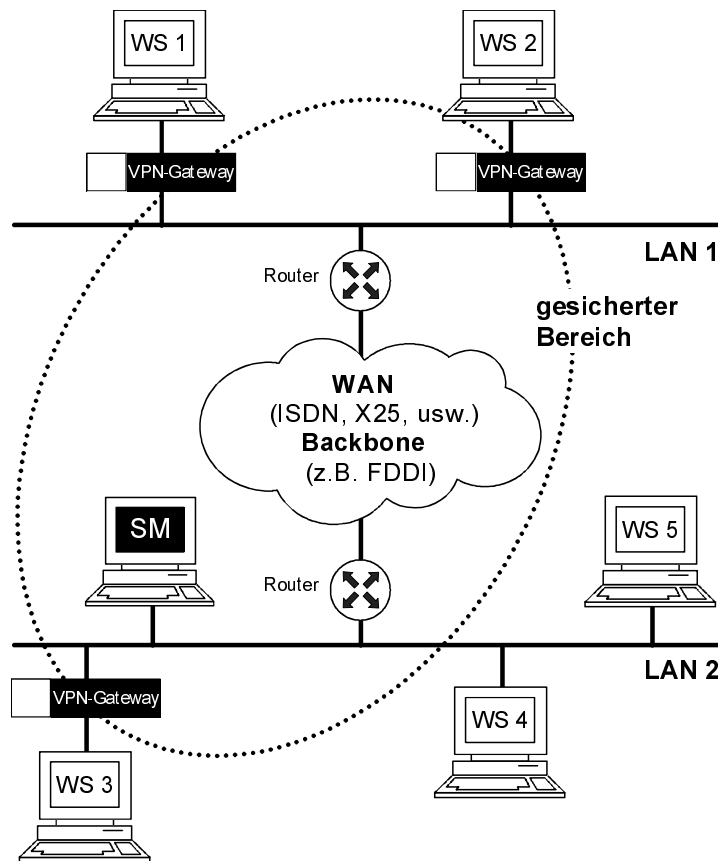 WS 1
WS 2
VPN-Gateway
VPN-Gateway
LAN 1
Router
gesicherter
Bereich
WAN
(ISDN, X25, usw.)
Backbone
(z.B. FDDI)
SM
WS 5
Router
LAN 2
VPN-Gateway
WS 4
WS 3